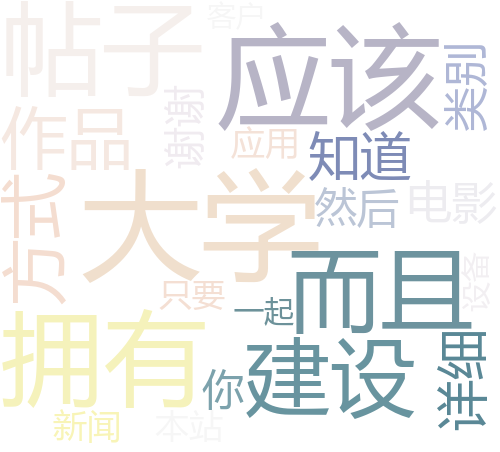 帖子
客户
应该
类别
作品
谢谢
应用
知道
大学
方式
然后
电影
只要
而且
设备
一起
拥有
建设
你
详细
新闻
本站